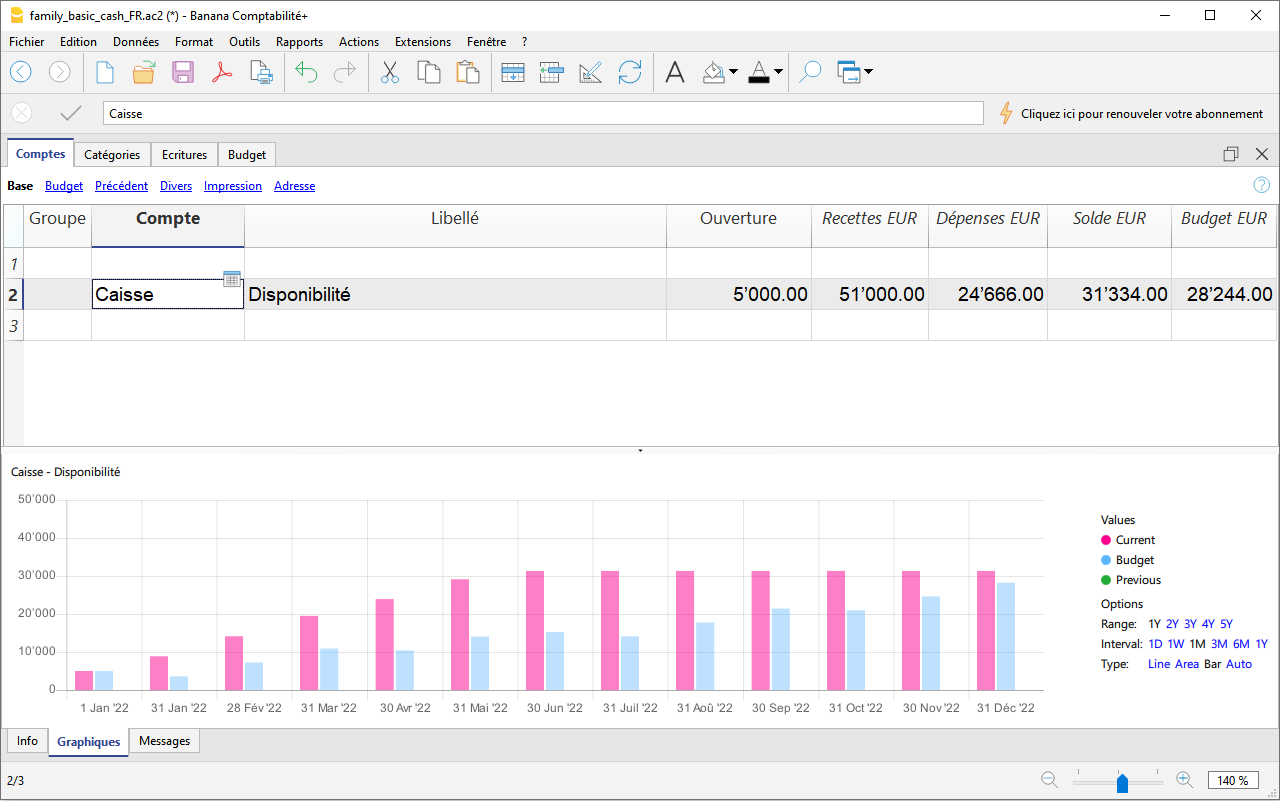 family_basic_cash_FR.ac2 (*) - Banana Comptabilité+
Fichier Edition Données Format Outils Rapports Actions Extensions Fenêtre ?
Caisse
Cliquez ici pour renouveler votre abonnement
Comptes Catégories Ecritures Budget
Base Budget Précédent Divers Impression Adresse
Groupe Compte Libellé Ouverture Recettes EUR Dépenses EUR Solde EUR Budget EUR
1
2 Caisse Disponibilité 5’000.00 51’000.00 24’666.00 31’334.00 28’244.00
3
Caisse - Disponibilité
50’000
40’000
30’000
20’000
10’000
0
1 Jan '22 31 Jan '22 28 Fév '22 31 Mar '22 30 Avr '22 31 Mai '22 30 Jun '22 31 Juil '22 31 Aoû '22 30 Sep '22 31 Oct '22 30 Nov '22 31 Déc '22
Values
Current
Budget
Previous
Options
Range: 1Y 2Y 3Y 4Y 5Y
Interval: 1D 1W 1M 3M 6M 1Y
Type: Line Area Bar Auto
Info Graphiques Messages
2/3
140 %